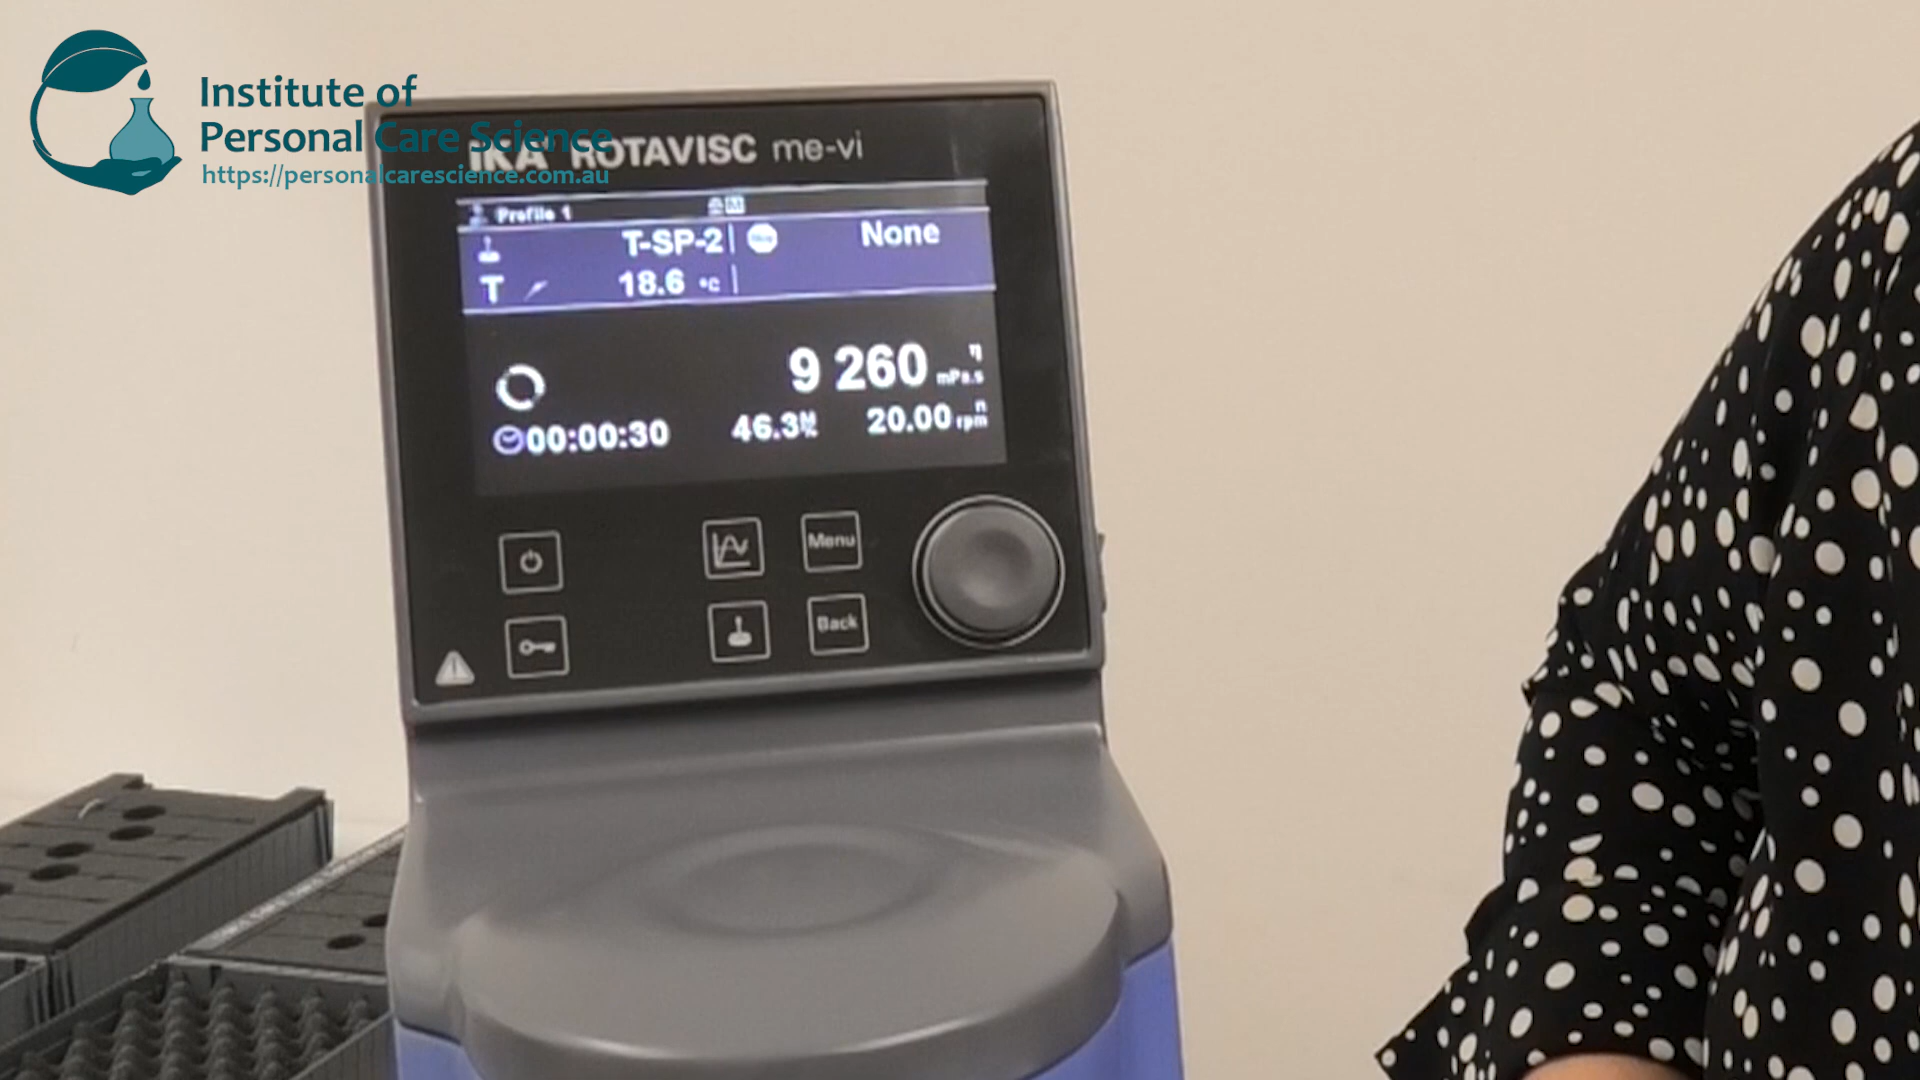 Institute of
Personal Care Science
https://personalcarescience.com.au
IKA ROTAVISC me-vi
Profile 1
T-SP-2 None
T 18.6 °C
η
9 260 mPa.s
n
00:00:30 46.3 20.00 rpm
Menu
Back